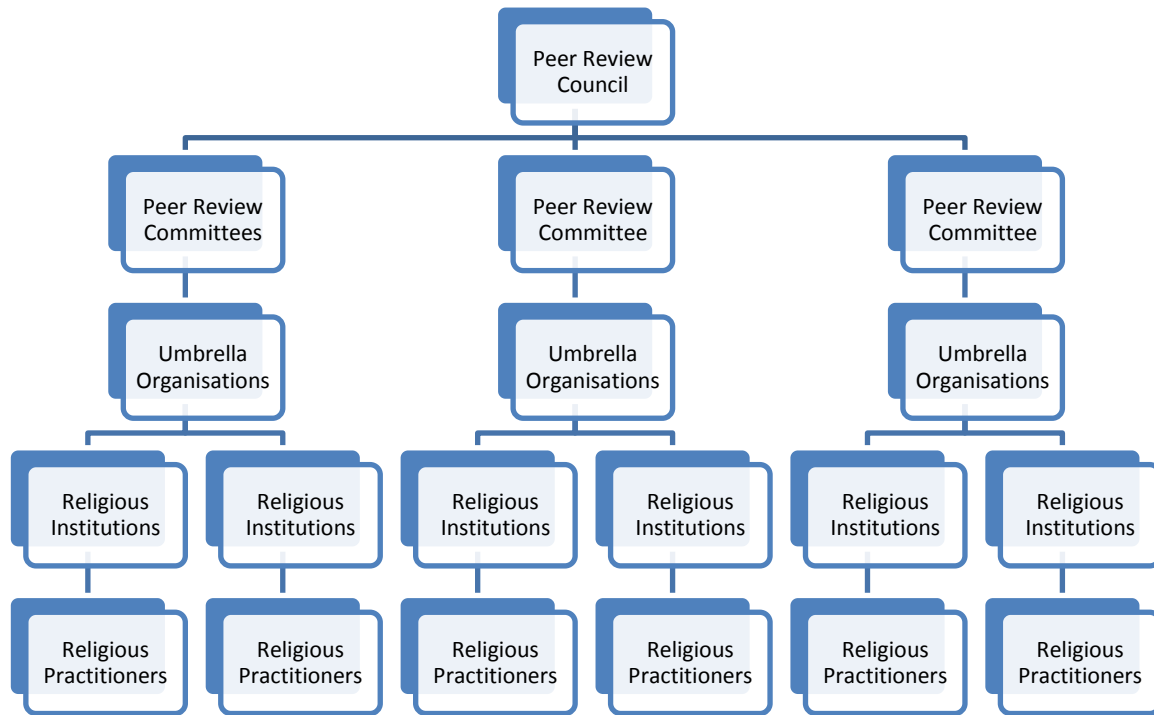 Peer Review
Council
Peer Review
Committees
Peer Review
Committee
Peer Review
Committee
Umbrella
Organisations
Umbrella
Organisations
Umbrella
Organisations
Religious
Institutions
Religious
Institutions
Religious
Institutions
Religious
Institutions
Religious
Institutions
Religious
Institutions
Religious
Practitioners
Religious
Practitioners
Religious
Practitioners
Religious
Practitioners
Religious
Practitioners
Religious
Practitioners